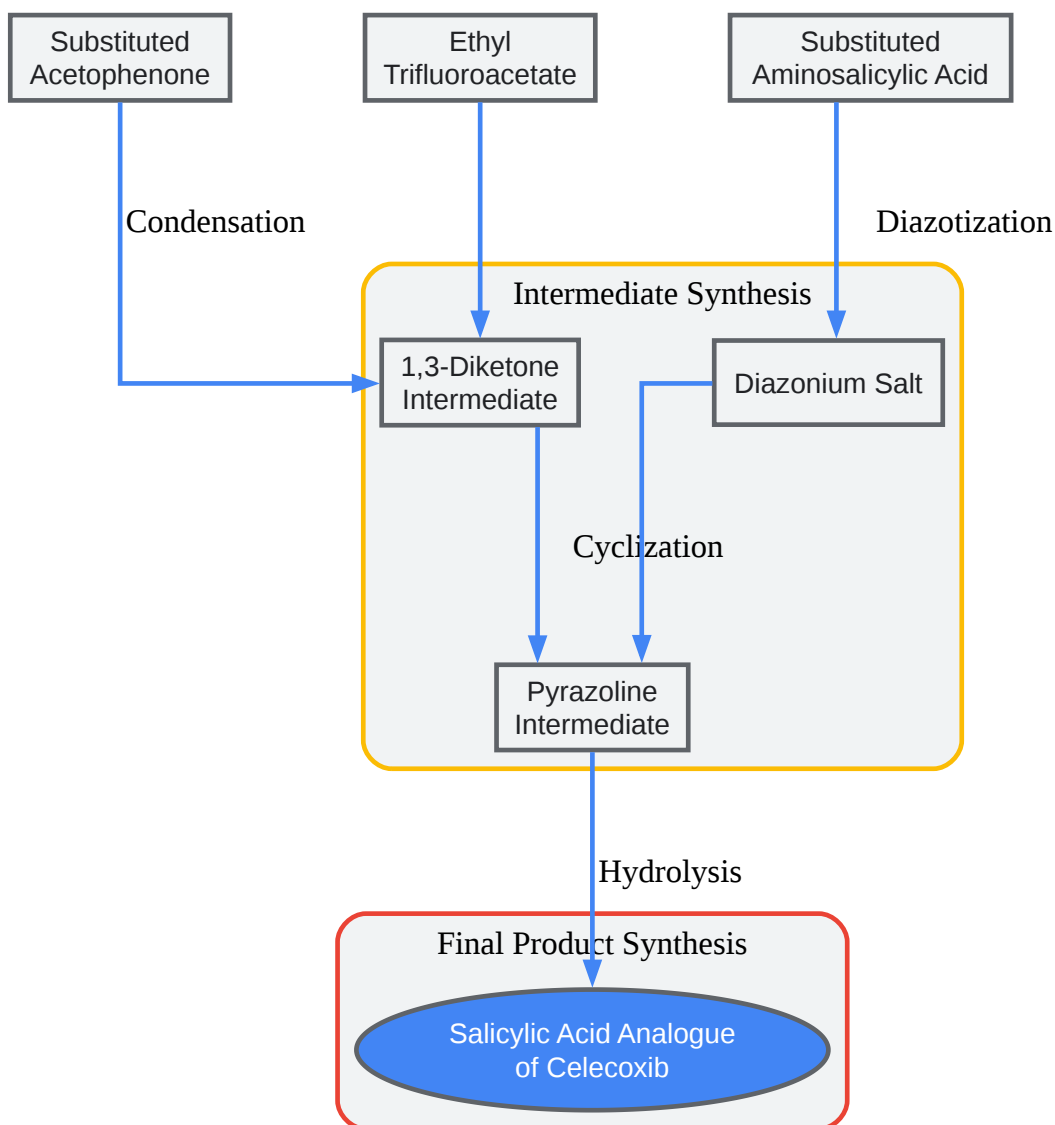 Substituted
Acetophenone
Ethyl
Trifluoroacetate
Substituted
Aminosalicylic Acid
Condensation
Diazotization
Intermediate Synthesis
1,3-Diketone
Intermediate
Diazonium Salt
Cyclization
Pyrazoline
Intermediate
Hydrolysis
Final Product Synthesis
Salicylic Acid Analogue
of Celecoxib